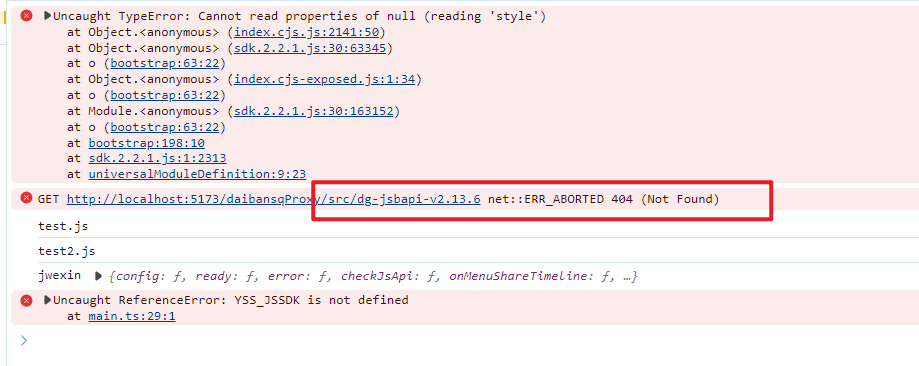 Uncaught TypeError: Cannot read properties of null (reading 'style')
at Object.<anonymous> (index.cjs.js:2141:50)
at Object.<anonymous> (sdk.2.2.1.js:30:63345)
at o (bootstrap:63:22)
at Object.<anonymous> (index.cjs-exposed.js:1:34)
at o (bootstrap:63:22)
at Module.<anonymous> (sdk.2.2.1.js:30:163152)
at o (bootstrap:63:22)
at bootstrap:198:10
at sdk.2.2.1.js:1:2313
at universalModuleDefinition:9:23
GET http://localhost:5173/daibansqProxy/src/dg-jsbapi-v2.13.6 net::ERR_ABORTED 404 (Not Found)
test.js
test2.js
jwexin {config: ƒ, ready: ƒ, error: ƒ, checkJsApi: ƒ, onMenuShareTimeline: ƒ, …}
Uncaught ReferenceError: YSS_JSSDK is not defined
at main.ts:29:1